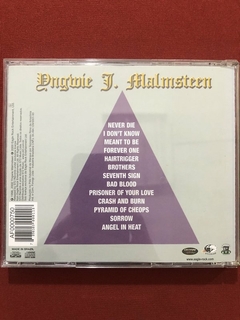 Yngwie J. Malmsteen
NEVER DIE
I DON'T KNOW
MEANT TO BE
FOREVER ONE
HAIRTRIGGER
BROTHERS
SEVENTH SIGN
BAD BLOOD
PRISONER OF YOUR LOVE
CRASH AND BURN
PYRAMID OF CHEOPS
SORROW
ANGEL IN HEAT
AF0002750